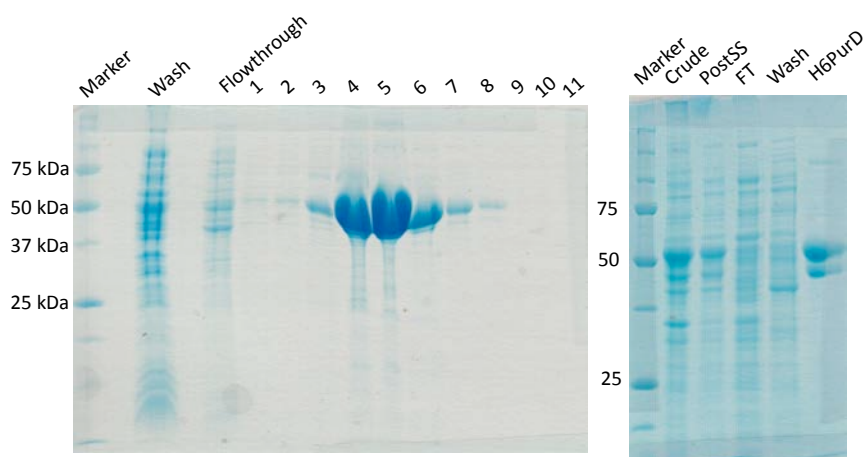 Marker Wash Flowthrough 1 2 3 4 5 6 7 8 9 10 11
75 kDa
50 kDa
37 kDa
25 kDa
Marker Crude PostSS FT Wash H6PurD
75
50
25